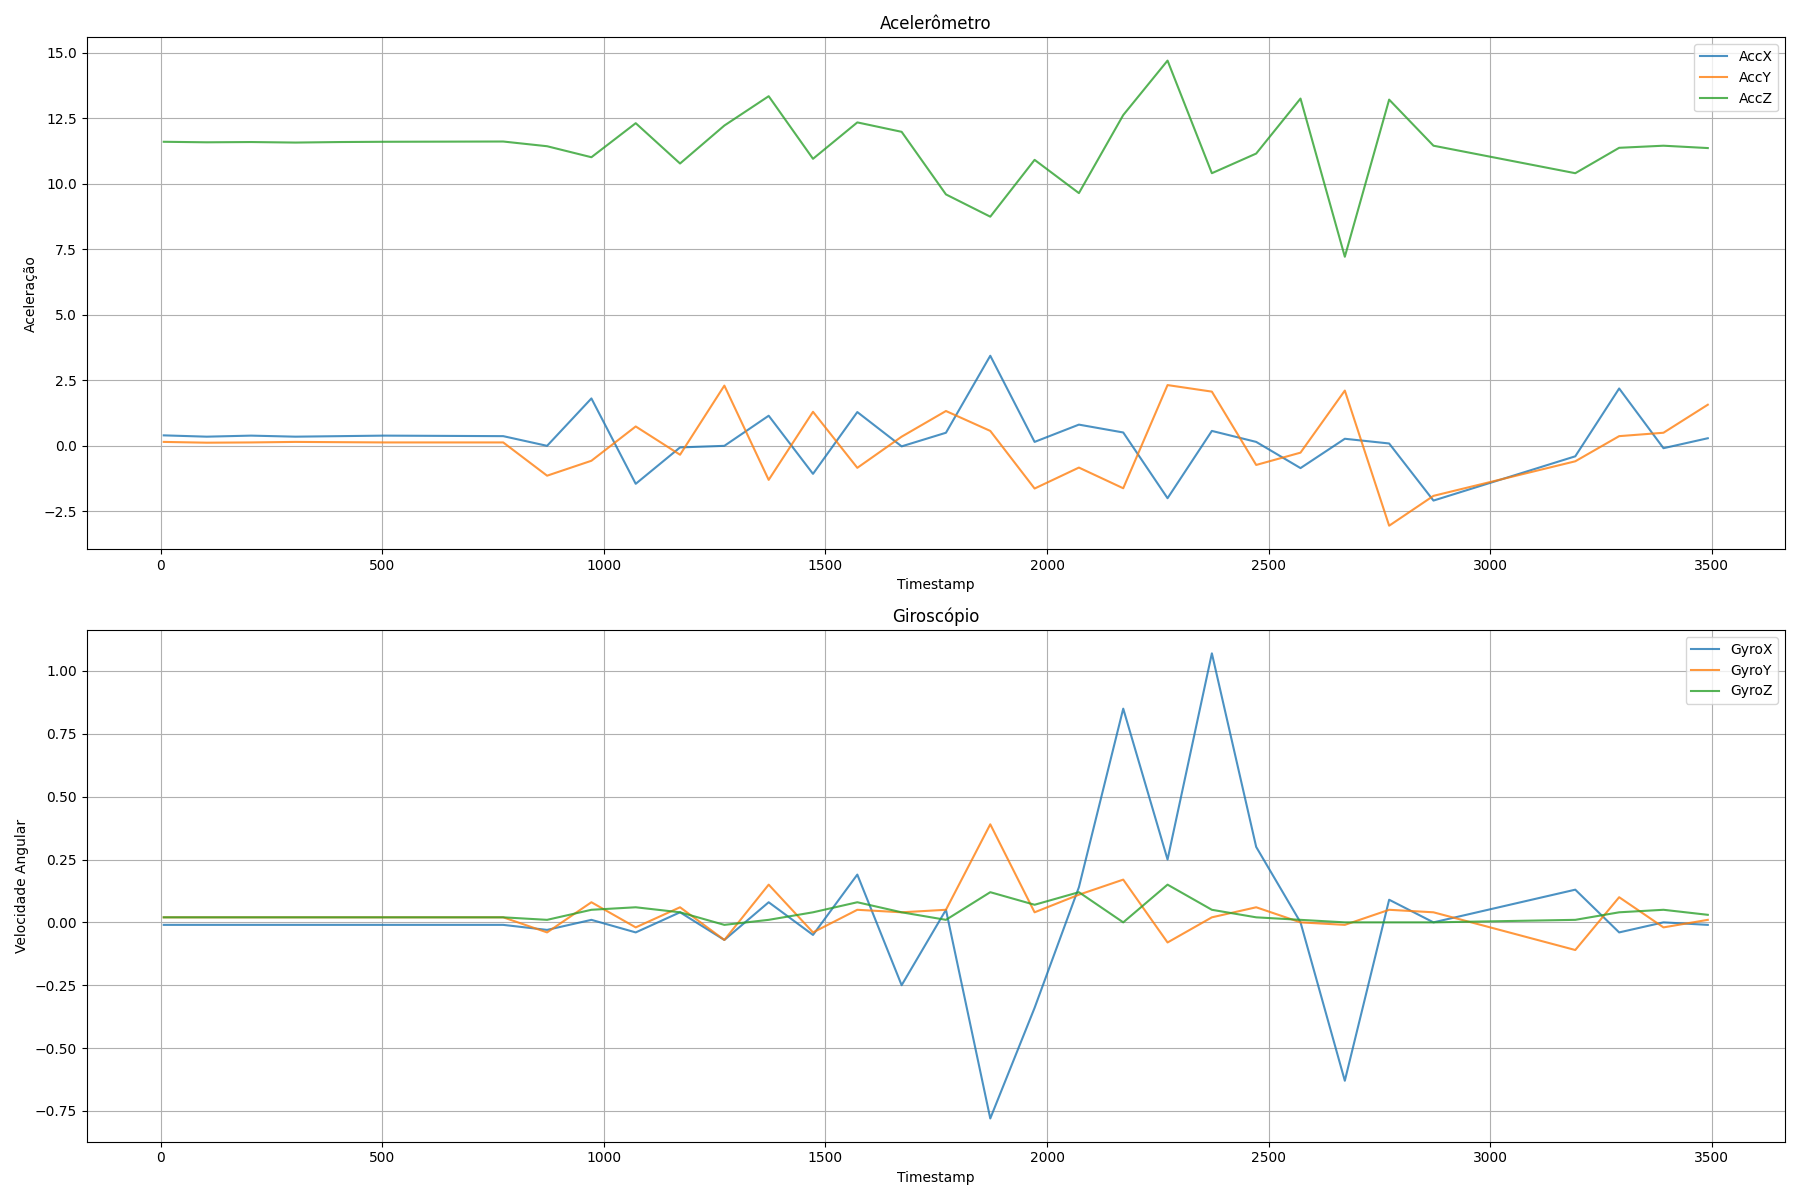 Acelerômetro
15.0
12.5
10.0
7.5
5.0
2.5
0.0
−2.5
Aceleração
AccX
AccY
AccZ
0 500 1000 1500 2000 2500 3000 3500
Timestamp
Giroscópio
1.00
0.75
0.50
0.25
0.00
−0.25
−0.50
−0.75
Velocidade Angular
GyroX
GyroY
GyroZ
0 500 1000 1500 2000 2500 3000 3500
Timestamp